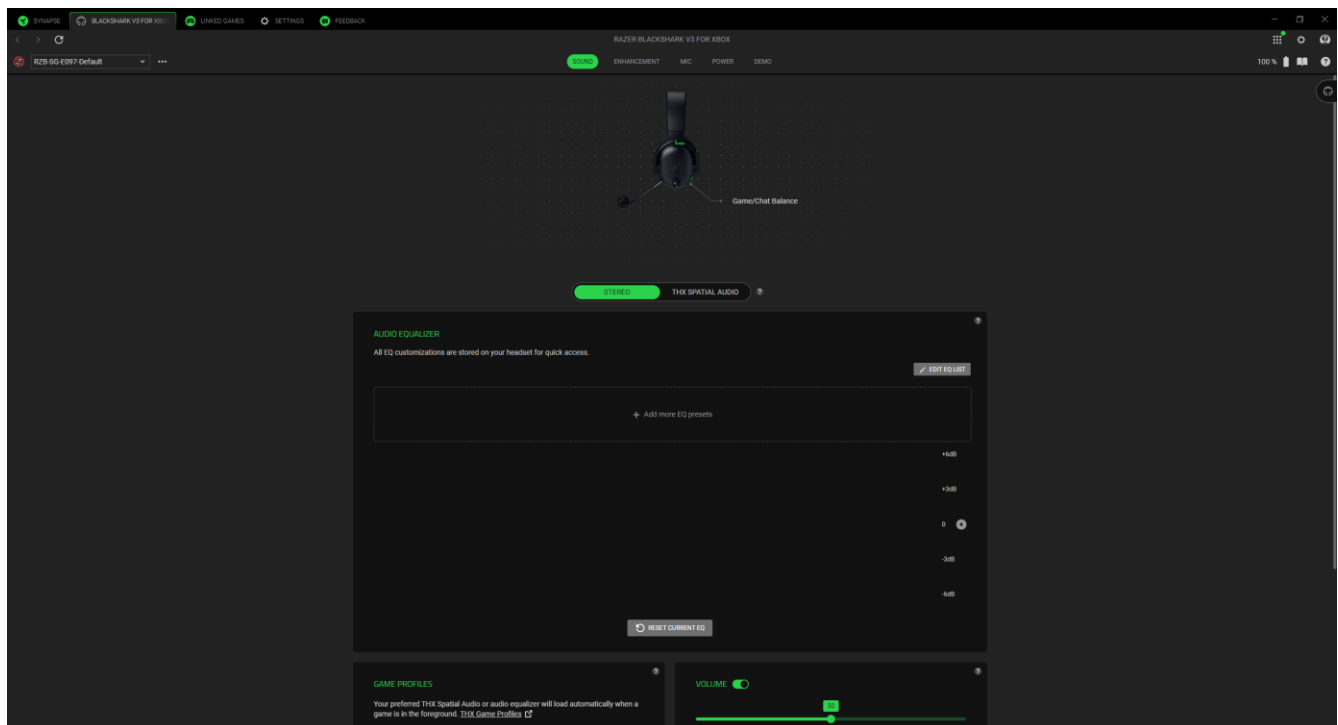 SYNAPSE
BLACKSHARK V3 FOR XBO
LINKED GAMES
SETTINGS
FEEDBACK
RAZER BLACKSHARK V3 FOR XBOX
RZB-SG-E097-Default
SOUND
ENHANCEMENT
MIC
POWER
DEMO
100 %
Game/Chat Balance
STEREO
THX SPATIAL AUDIO
?
AUDIO EQUALIZER
?
All EQ customizations are stored on your headset for quick access.
EDIT EQ LIST
+ Add more EQ presets
+6dB
+3dB
0
-3dB
-6dB
RESET CURRENT EQ
GAME PROFILES
?
Your preferred THX Spatial Audio or audio equalizer will load automatically when a
game is in the foreground. THX Game Profiles
VOLUME
?
50